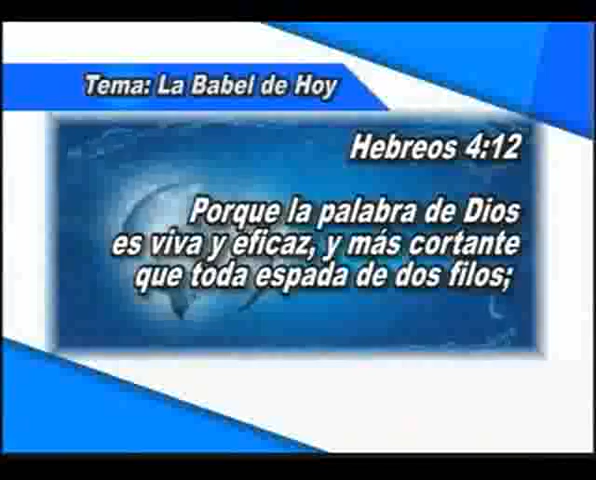 Tema: La Babel de Hoy
Hebreos 4:12
Porque la palabra de Dios
es viva y eficaz, y más cortante
que toda espada de dos filos;